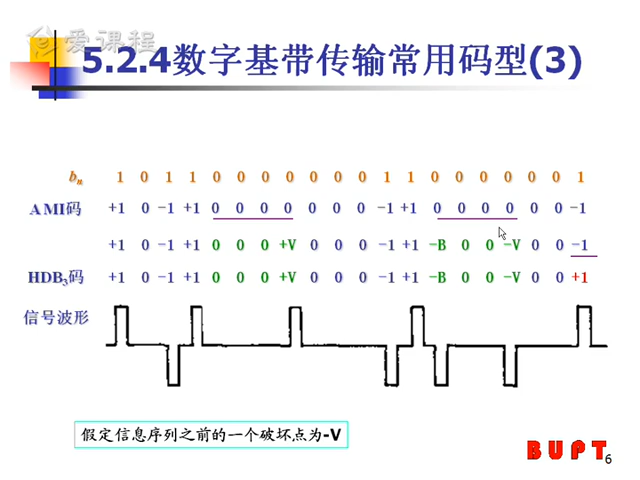 爱课程
5.2.4数字基带传输常用码型(3)
bn 1 0 1 1 0 0 0 0 0 0 0 1 1 0 0 0 0 0 0 1
AMI码 +1 0 -1 +1 0 0 0 0 0 0 0 -1 +1 0 0 0 0 0 0 -1
+1 0 -1 +1 0 0 0 +V 0 0 0 -1 +1 -B 0 0 -V 0 0 -1
HDB3码 +1 0 -1 +1 0 0 0 +V 0 0 0 -1 +1 -B 0 0 -V 0 0 +1
信号波形
假定信息序列之前的一个破坏点为-V
BUPT
6